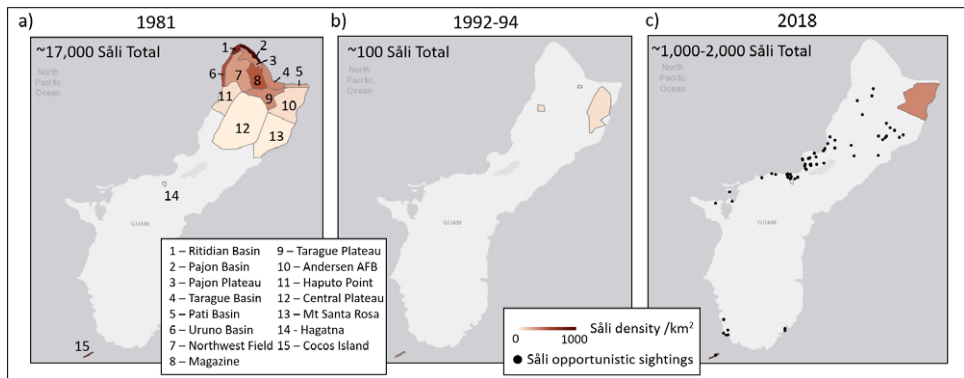 a) 1981
~17,000 Såli Total
North
Pacific
Ocean
1
2
3
4
5
6
7
8
9
10
11
12
13
14
GUAM
15
1 – Ritidian Basin
2 – Pajon Basin
3 – Pajon Plateau
4 – Tarague Basin
5 – Pati Basin
6 – Uruno Basin
7 – Northwest Field
8 – Magazine
9 – Tarague Plateau
10 – Andersen AFB
11 – Haputo Point
12 – Central Plateau
13 – Mt Santa Rosa
14 - Hagatna
15 – Cocos Island
b) 1992-94
~100 Såli Total
North
Pacific
Ocean
GUAM
c) 2018
~1,000-2,000 Såli Total
North
Pacific
Ocean
GUAM
0 1000
Såli density /km²
Såli opportunistic sightings